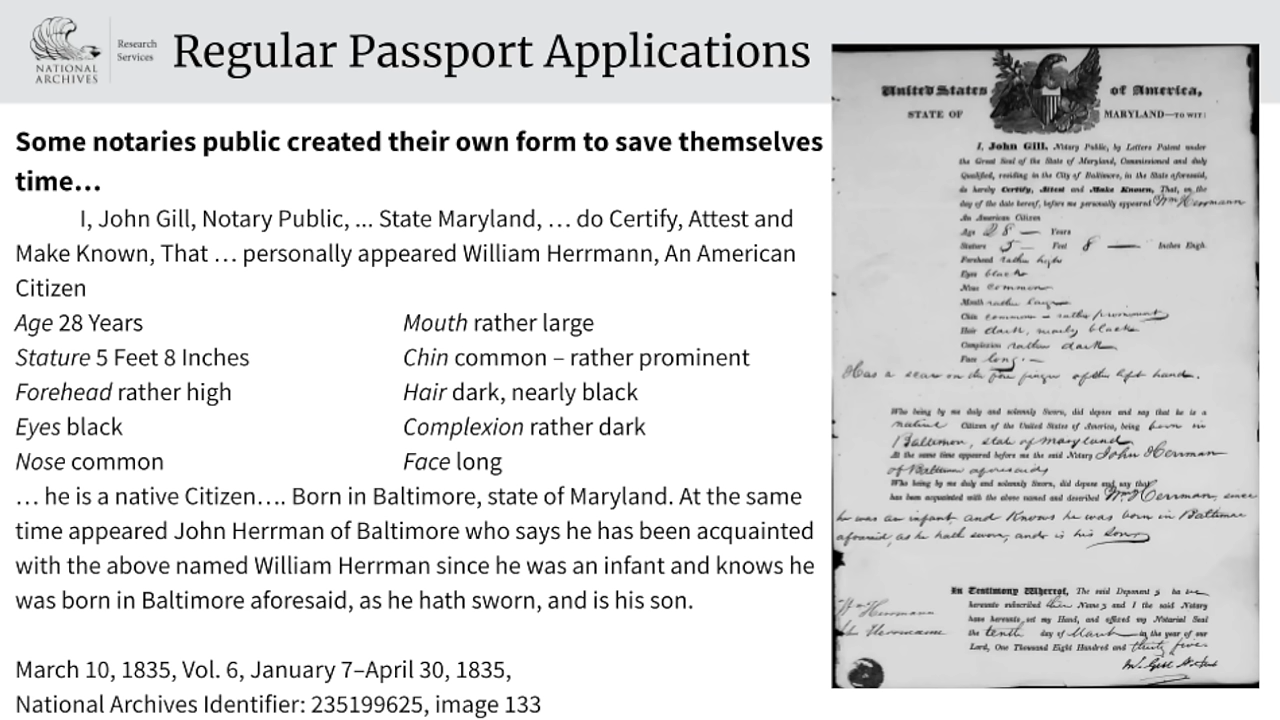 NATIONAL
ARCHIVES
Research
Services
Regular Passport Applications
Some notaries public created their own form to save themselves
time…
I, John Gill, Notary Public, ... State Maryland, … do Certify, Attest and
Make Known, That … personally appeared William Herrmann, An American
Citizen
Age 28 Years
Stature 5 Feet 8 Inches
Forehead rather high
Eyes black
Nose common
Mouth rather large
Chin common – rather prominent
Hair dark, nearly black
Complexion rather dark
Face long
… he is a native Citizen…. Born in Baltimore, state of Maryland. At the same
time appeared John Herrman of Baltimore who says he has been acquainted
with the above named William Herrman since he was an infant and knows he
was born in Baltimore aforesaid, as he hath sworn, and is his son.
March 10, 1835, Vol. 6, January 7–April 30, 1835,
National Archives Identifier: 235199625, image 133
United States of America,
STATE OF MARYLAND—TO WIT:
I, John Gill, Notary Public, by Letters Patent under
the Great Seal of the State of Maryland, Commissioned and duly
Qualified, residing in the City of Baltimore, in the State aforesaid,
do hereby Certify, Attest and Make Known, That, on the
day of the date hereof, before me personally appeared Wm Herrmann
An American Citizen
Age 28 — Years
Stature 5 — Feet 8 — Inches High.
Forehead rather high
Eyes black
Nose common
Mouth rather large
Chin common – rather prominent
Hair dark, nearly black
Complexion rather dark
Face long. —
Has a scar on the fore finger of the left hand.
Who being by me duly and solemnly Sworn, did depose and say that he is a
native Citizen of the United States of America, being born in
Baltimore, state of Maryland
At the same time appeared before me the said Notary John Herrman
of Baltimore aforesaid
Who being by me duly and solemnly Sworn, did depose and say that
has been acquainted with the above named and described Wm Herrman, since
he was an infant and Knows he was born in Baltimore
aforesaid, as he hath sworn, and is his Son
In Testimony Whereof, The said Deponent s have
hereunto subscribed their Name s and I the said Notary
have hereunto set my Hand, and affixed my Notarial Seal
the tenth day of March in the year of our
Lord, One Thousand Eight Hundred and thirty five
Wm Herrmann
John Herrmann